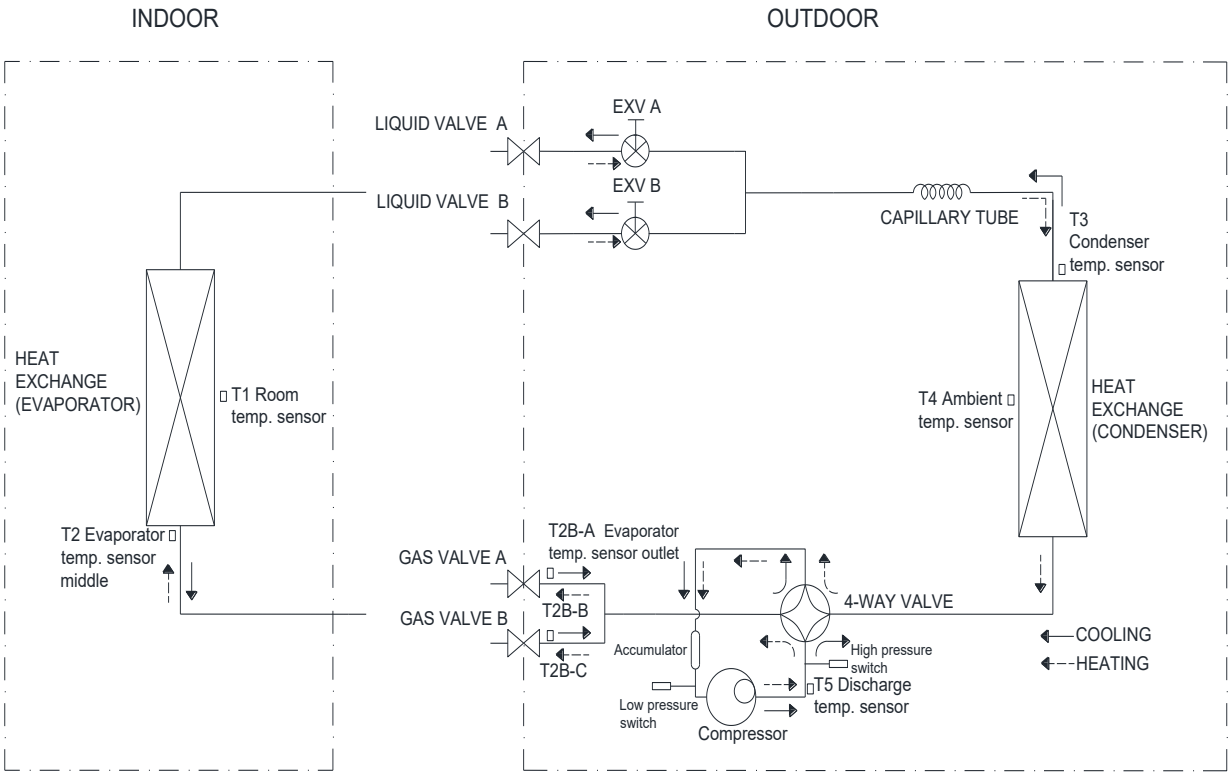 INDOOR
OUTDOOR
LIQUID VALVE A
EXV A
LIQUID VALVE B
EXV B
CAPILLARY TUBE
T3
Condenser
temp. sensor
HEAT
EXCHANGE
(EVAPORATOR)
T1 Room
temp. sensor
T4 Ambient
temp. sensor
HEAT
EXCHANGE
(CONDENSER)
T2 Evaporator
temp. sensor
middle
GAS VALVE A
T2B-A Evaporator
temp. sensor outlet
GAS VALVE B
T2B-B
T2B-C
4-WAY VALVE
Accumulator
High pressure
switch
Low pressure
switch
T5 Discharge
temp. sensor
Compressor
COOLING
HEATING